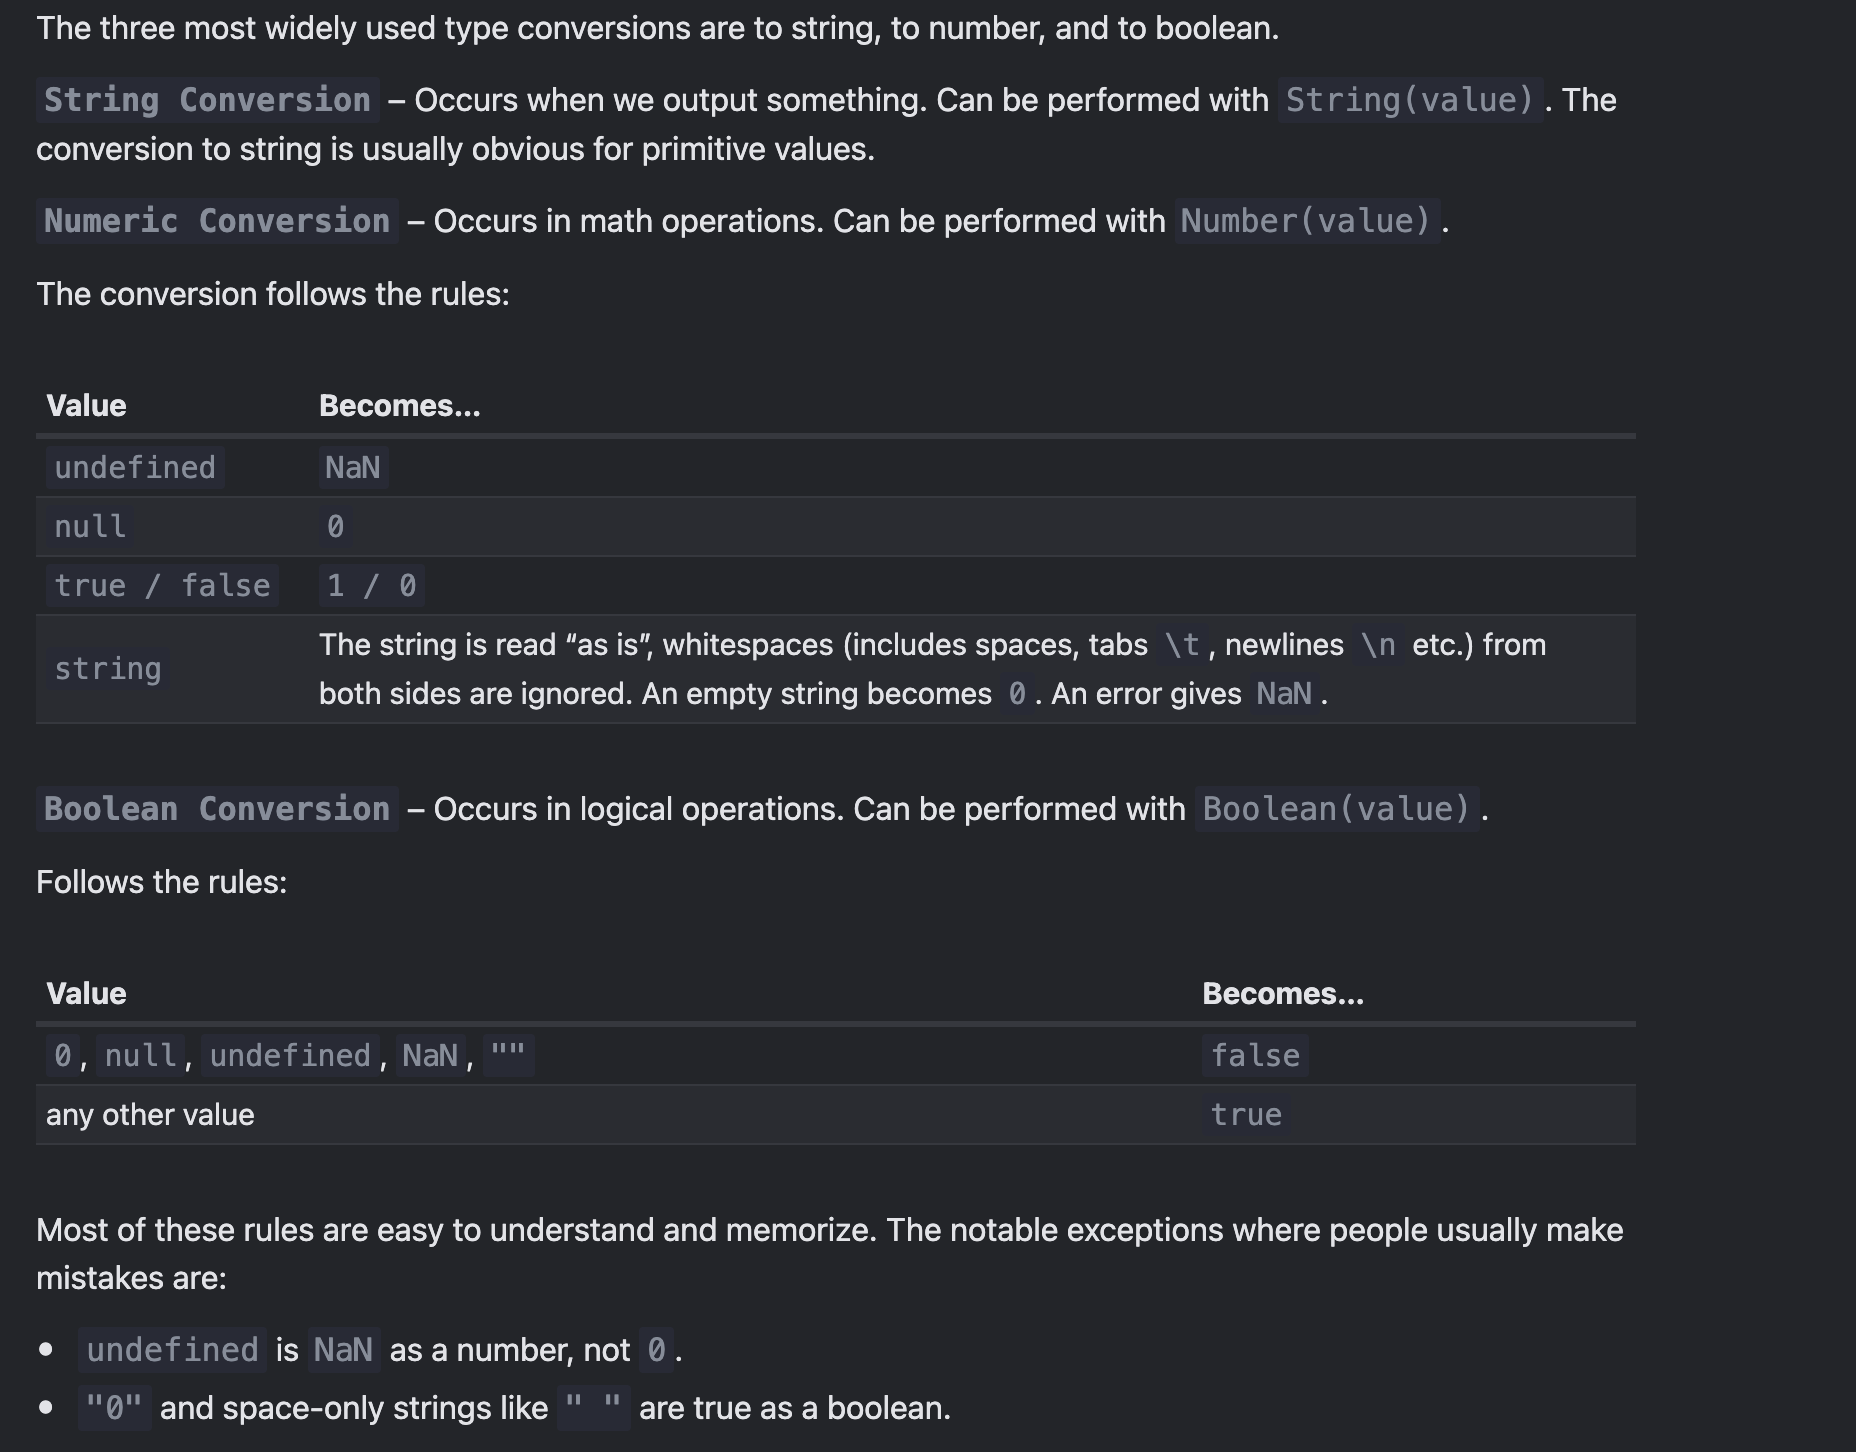 The three most widely used type conversions are to string, to number, and to boolean.
String Conversion – Occurs when we output something. Can be performed with String(value). The
conversion to string is usually obvious for primitive values.
Numeric Conversion – Occurs in math operations. Can be performed with Number(value).
The conversion follows the rules:
Value Becomes...
undefined NaN
null 0
true / false 1 / 0
string The string is read “as is”, whitespaces (includes spaces, tabs \t, newlines \n etc.) from
both sides are ignored. An empty string becomes 0. An error gives NaN.
Boolean Conversion – Occurs in logical operations. Can be performed with Boolean(value).
Follows the rules:
Value Becomes...
0, null, undefined, NaN, "" false
any other value true
Most of these rules are easy to understand and memorize. The notable exceptions where people usually make
mistakes are:
• undefined is NaN as a number, not 0.
• "0" and space-only strings like " " are true as a boolean.